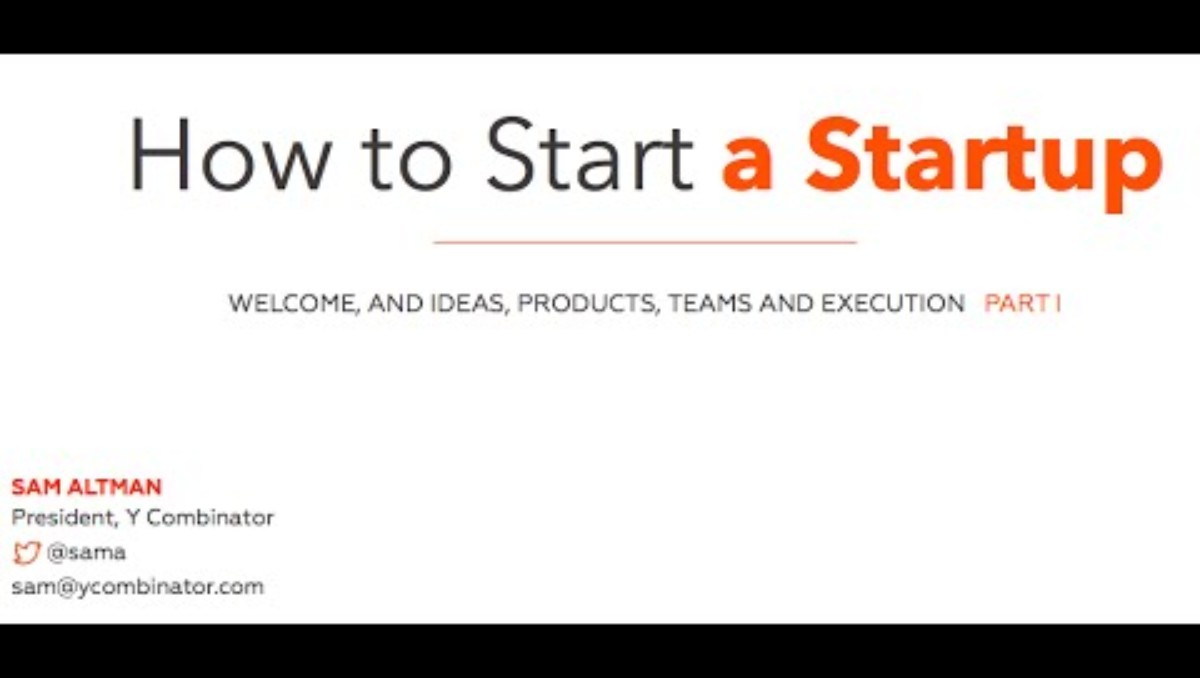 How to Start a Startup
WELCOME, AND IDEAS, PRODUCTS, TEAMS AND EXECUTION PART I
SAM ALTMAN
President, Y Combinator
@sama
sam@ycombinator.com